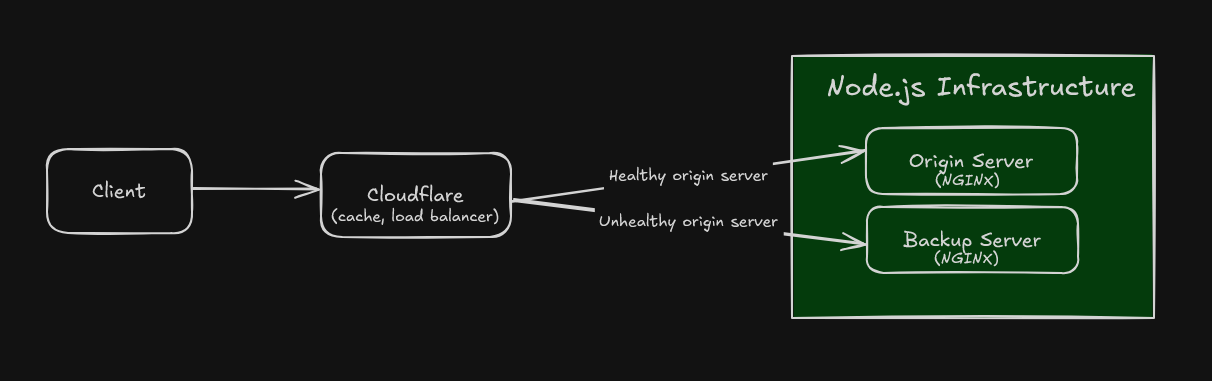 Node.js Infrastructure
Client
Cloudflare
(cache, load balancer)
Healthy origin server
Unhealthy origin server
Origin Server
(NGINX)
Backup Server
(NGINX)